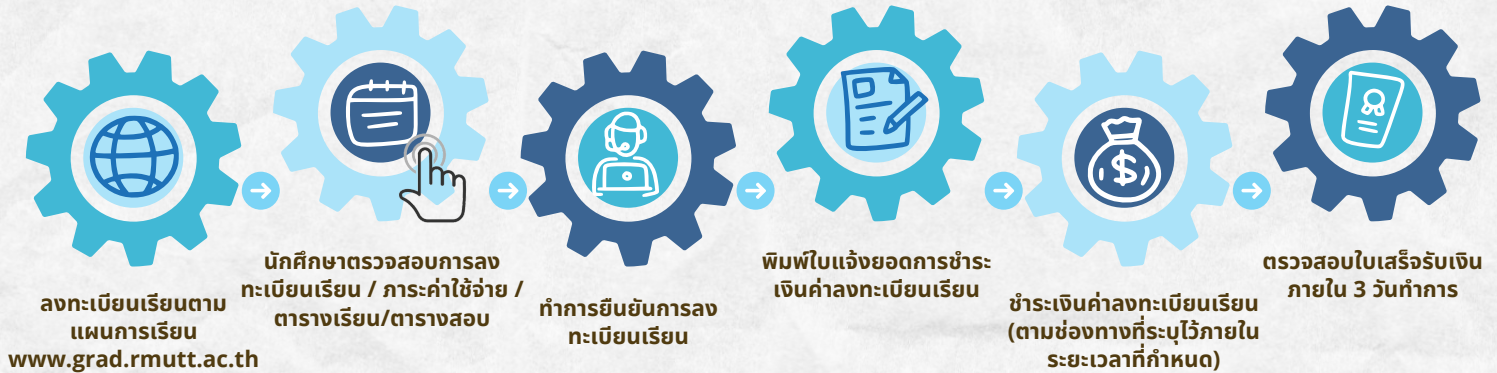 ลงทะเบียนเรียนตาม
แผนการเรียน
www.grad.rmutt.ac.th
นักศึกษาตรวจสอบการลง
ทะเบียนเรียน / ภาระค่าใช้จ่าย /
ตารางเรียน/ตารางสอบ
ทำการยืนยันการลง
ทะเบียนเรียน
พิมพ์ใบแจ้งยอดการชำระ
เงินค่าลงทะเบียนเรียน
ชำระเงินค่าลงทะเบียนเรียน
(ตามช่องทางที่ระบุไว้ภายใน
ระยะเวลาที่กำหนด)
ตรวจสอบใบเสร็จรับเงิน
ภายใน 3 วันทำการ